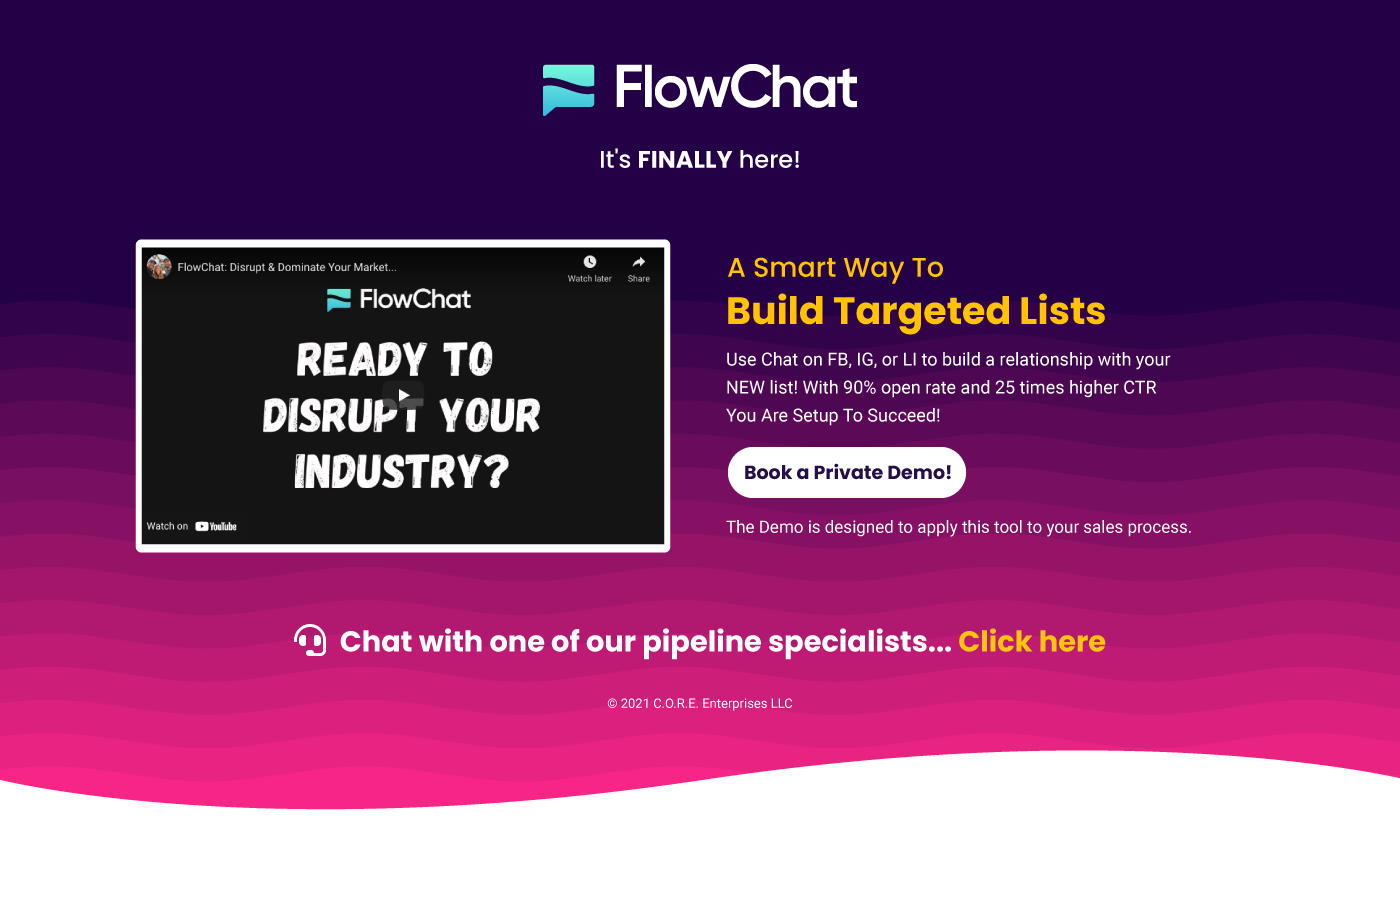 FlowChat
It's FINALLY here!
FlowChat: Disrupt & Dominate Your Market...
Watch later
Share
FlowChat
READY TO
DISRUPT YOUR
INDUSTRY?
Watch on YouTube
A Smart Way To
Build Targeted Lists
Use Chat on FB, IG, or LI to build a relationship with your
NEW list! With 90% open rate and 25 times higher CTR
You Are Setup To Succeed!
Book a Private Demo!
The Demo is designed to apply this tool to your sales process.
Chat with one of our pipeline specialists... Click here
© 2021 C.O.R.E. Enterprises LLC